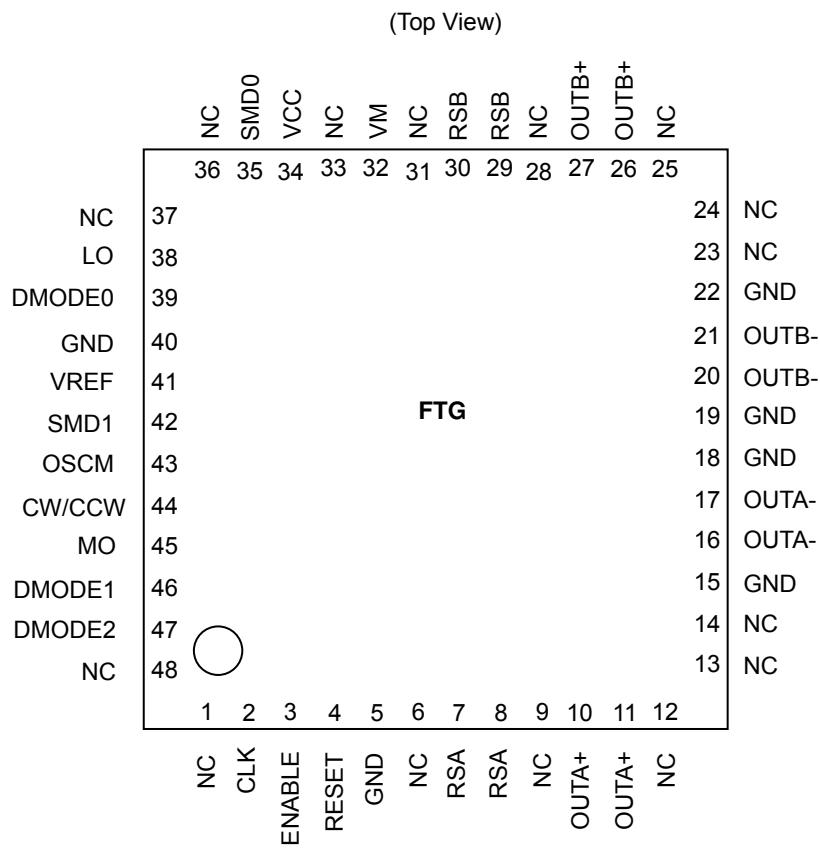 (Top View)
NC SMD0 VCC NC VM NC RSB RSB NC OUTB+ OUTB+ NC
36 35 34 33 32 31 30 29 28 27 26 25
NC 37
LO 38
DMODE0 39
GND 40
VREF 41
SMD1 42
OSCM 43
CW/CCW 44
MO 45
DMODE1 46
DMODE2 47
NC 48
FTG
24 NC
23 NC
22 GND
21 OUTB-
20 OUTB-
19 GND
18 GND
17 OUTA-
16 OUTA-
15 GND
14 NC
13 NC
1 2 3 4 5 6 7 8 9 10 11 12
NC CLK ENABLE RESET GND NC RSA RSA NC OUTA+ OUTA+ NC